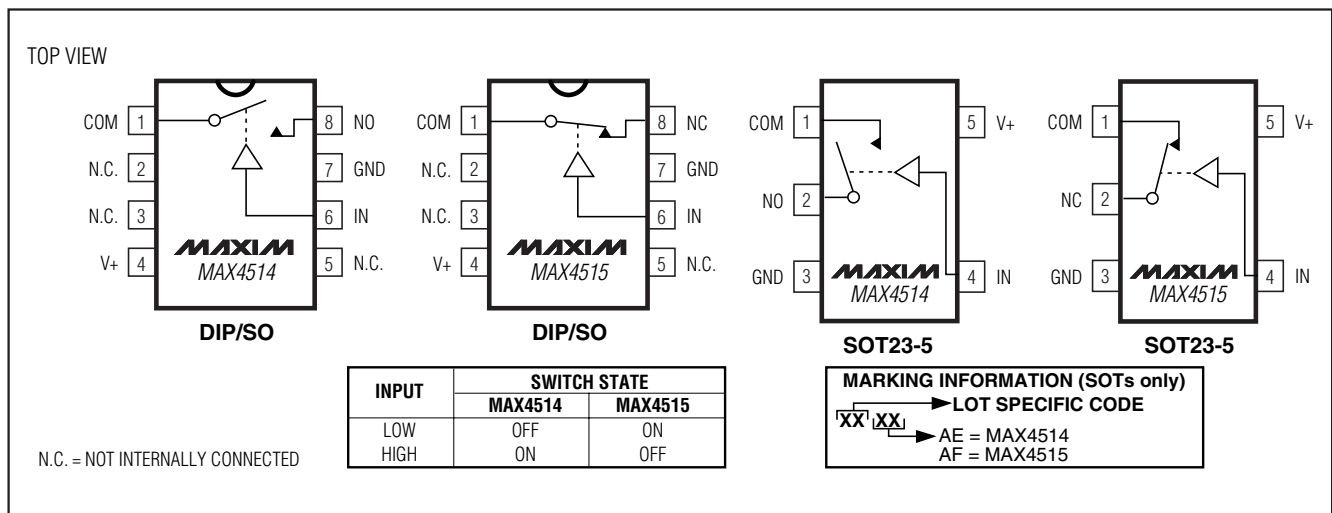 TOP VIEW
COM 1
N.C. 2
N.C. 3
V+ 4
8 NO
7 GND
6 IN
5 N.C.
MAXIM
MAX4514
DIP/SO
COM 1
N.C. 2
N.C. 3
V+ 4
8 NC
7 GND
6 IN
5 N.C.
MAXIM
MAX4515
DIP/SO
COM 1
NO 2
GND 3
5 V+
4 IN
MAXIM
MAX4514
SOT23-5
COM 1
NC 2
GND 3
5 V+
4 IN
MAXIM
MAX4515
SOT23-5
INPUT SWITCH STATE
MAX4514 MAX4515
LOW OFF ON
HIGH ON OFF
MARKING INFORMATION (SOTs only)
LOT SPECIFIC CODE
XX XX
AE = MAX4514
AF = MAX4515
N.C. = NOT INTERNALLY CONNECTED